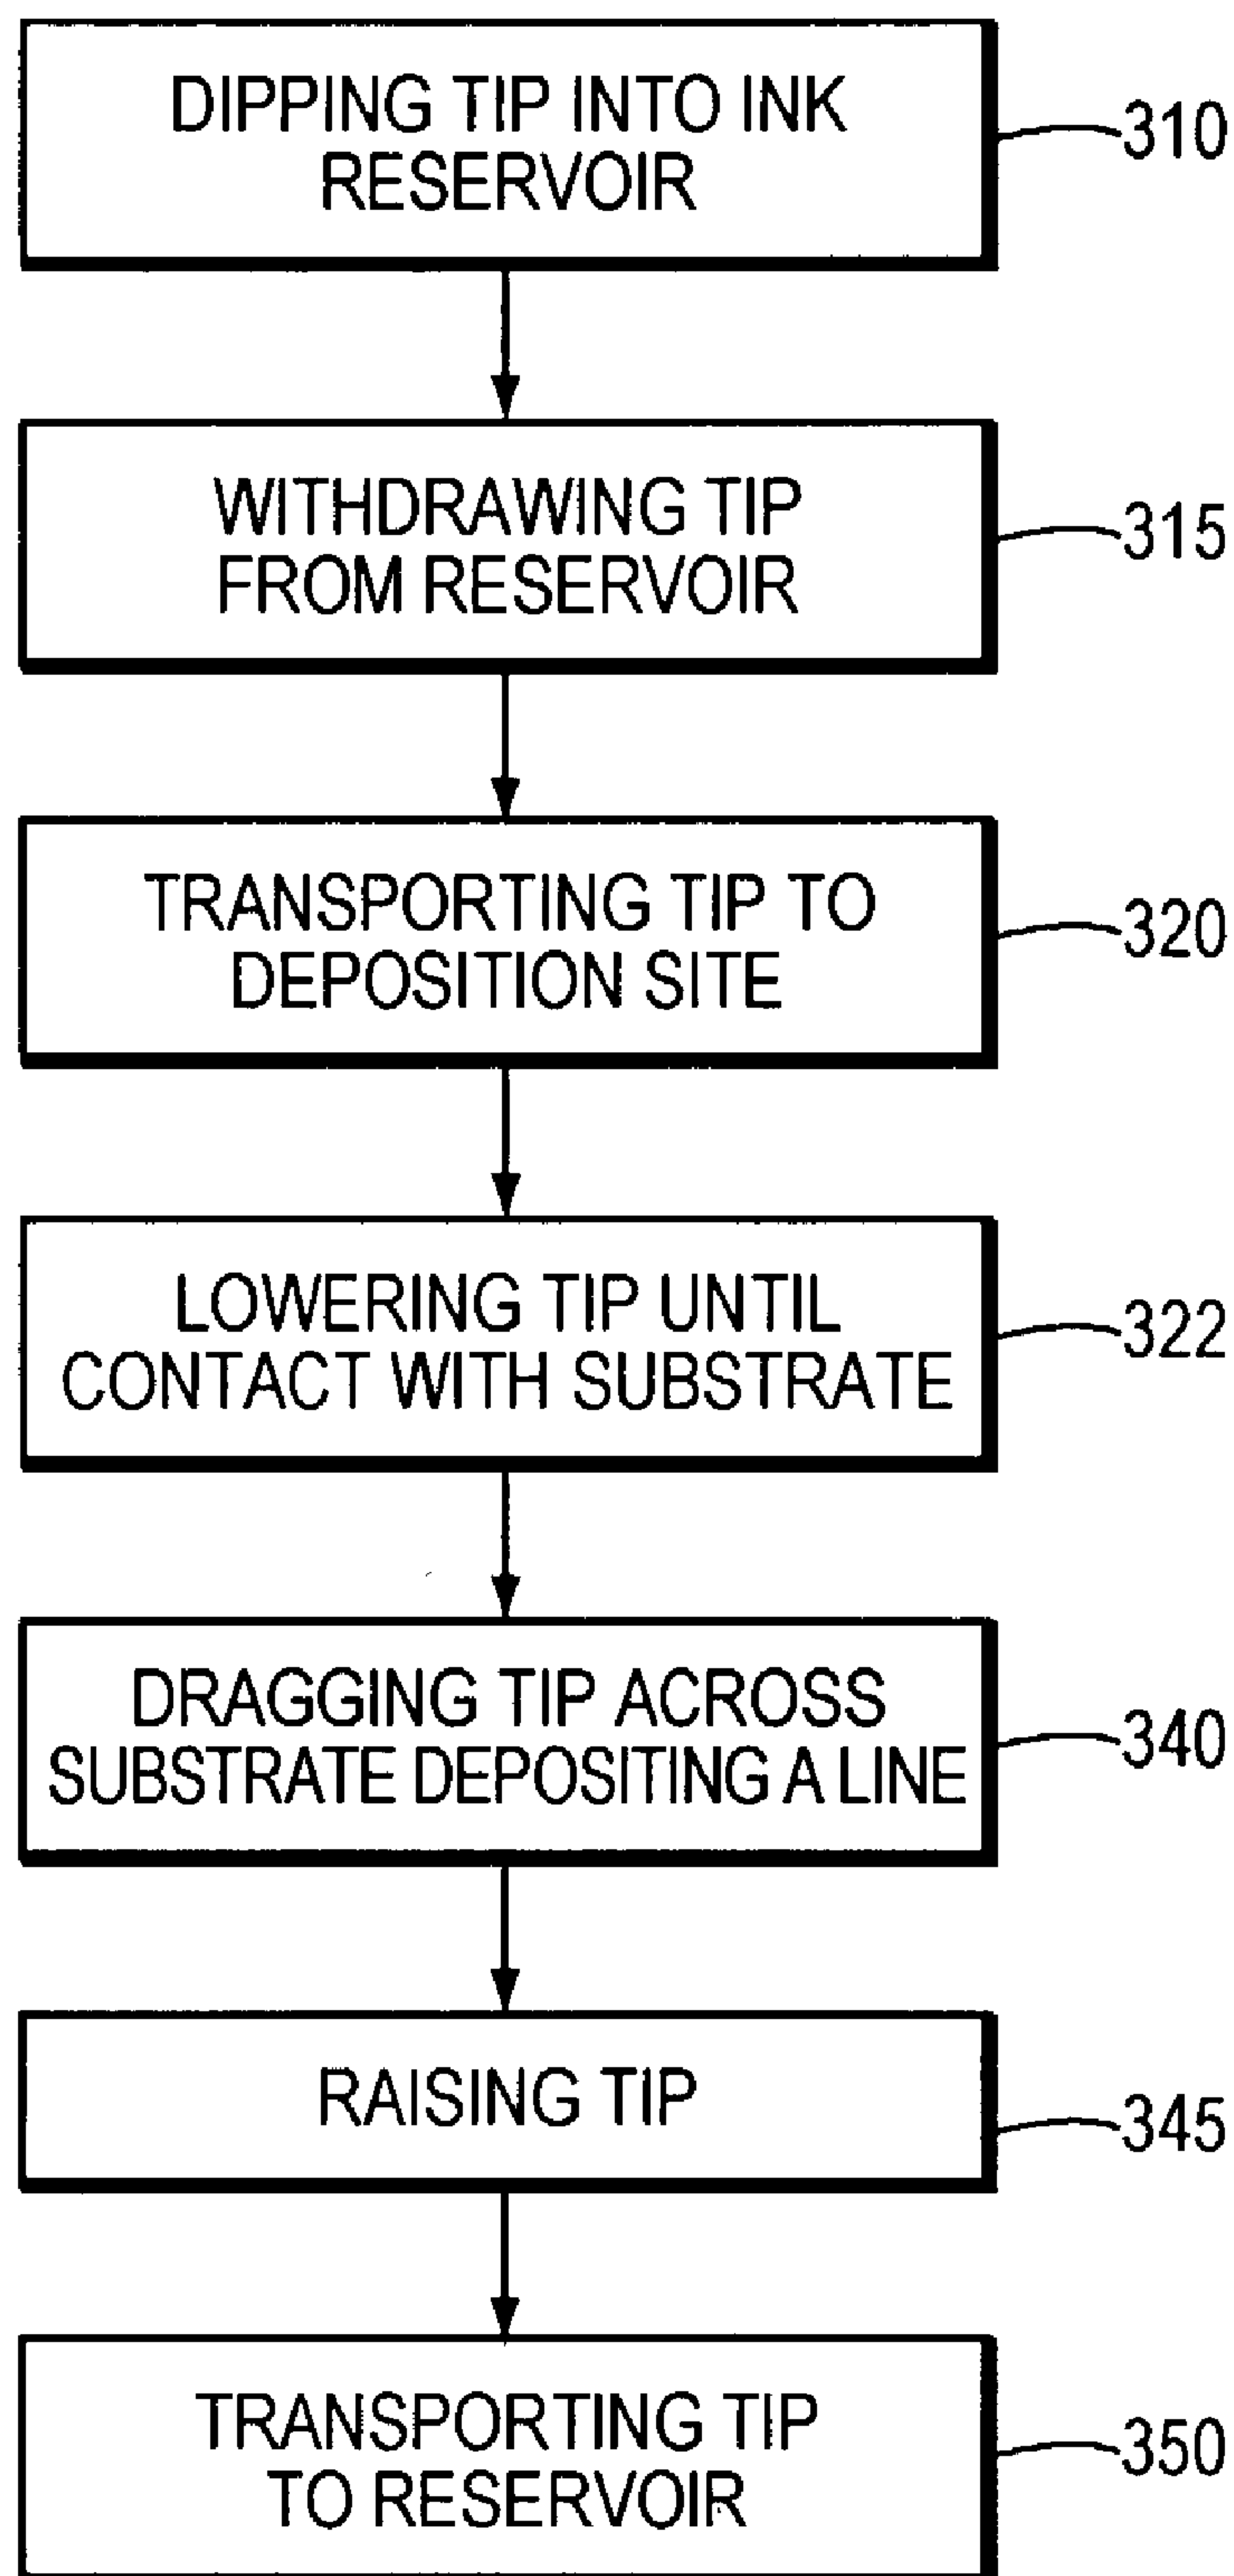 DIPPING TIP INTO INK
RESERVOIR
310
WITHDRAWING TIP
FROM RESERVOIR
315
TRANSPORTING TIP TO
DEPOSITION SITE
320
LOWERING TIP UNTIL
CONTACT WITH SUBSTRATE
322
DRAGGING TIP ACROSS
SUBSTRATE DEPOSITING A LINE
340
RAISING TIP
345
TRANSPORTING TIP
TO RESERVOIR
350